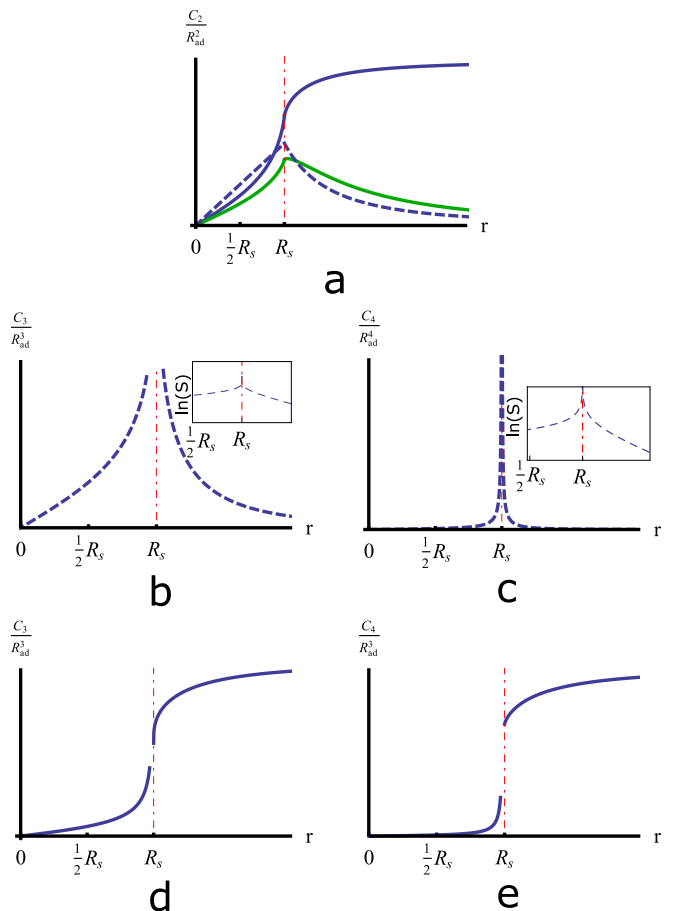 C₂/R²ad
r
0 ½Rₛ Rₛ
a
C₃/R³ad
ln(S)
½Rₛ Rₛ
r
0 ½Rₛ Rₛ
b
C₄/R⁴ad
ln(S)
½Rₛ Rₛ
r
0 ½Rₛ Rₛ
c
C₃/R³ad
r
0 ½Rₛ Rₛ
d
C₄/R³ad
r
0 ½Rₛ Rₛ
e